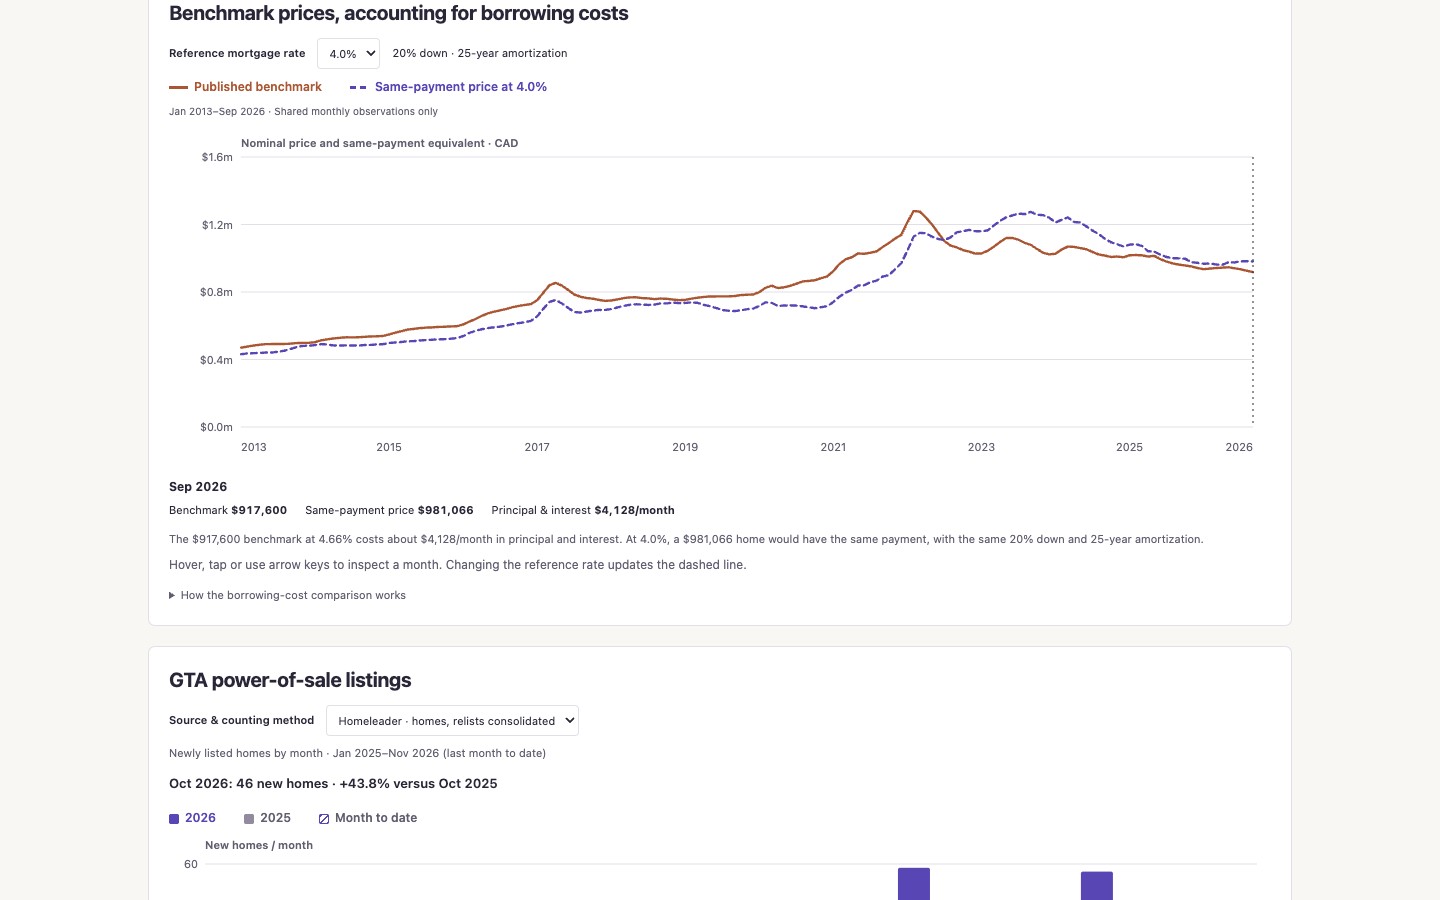 Benchmark prices, accounting for borrowing costs
Reference mortgage rate 4.0% 20% down · 25-year amortization
Published benchmark Same-payment price at 4.0%
Jan 2013–Sep 2026 · Shared monthly observations only
Nominal price and same-payment equivalent · CAD
$1.6m
$1.2m
$0.8m
$0.4m
$0.0m
2013 2015 2017 2019 2021 2023 2025 2026
Sep 2026
Benchmark $917,600 Same-payment price $981,066 Principal & interest $4,128/month
The $917,600 benchmark at 4.66% costs about $4,128/month in principal and interest. At 4.0%, a $981,066 home would have the same payment, with the same 20% down and 25-year amortization.
Hover, tap or use arrow keys to inspect a month. Changing the reference rate updates the dashed line.
How the borrowing-cost comparison works
GTA power-of-sale listings
Source & counting method Homeleader · homes, relists consolidated
Newly listed homes by month · Jan 2025–Nov 2026 (last month to date)
Oct 2026: 46 new homes · +43.8% versus Oct 2025
2026 2025 Month to date
New homes / month
60